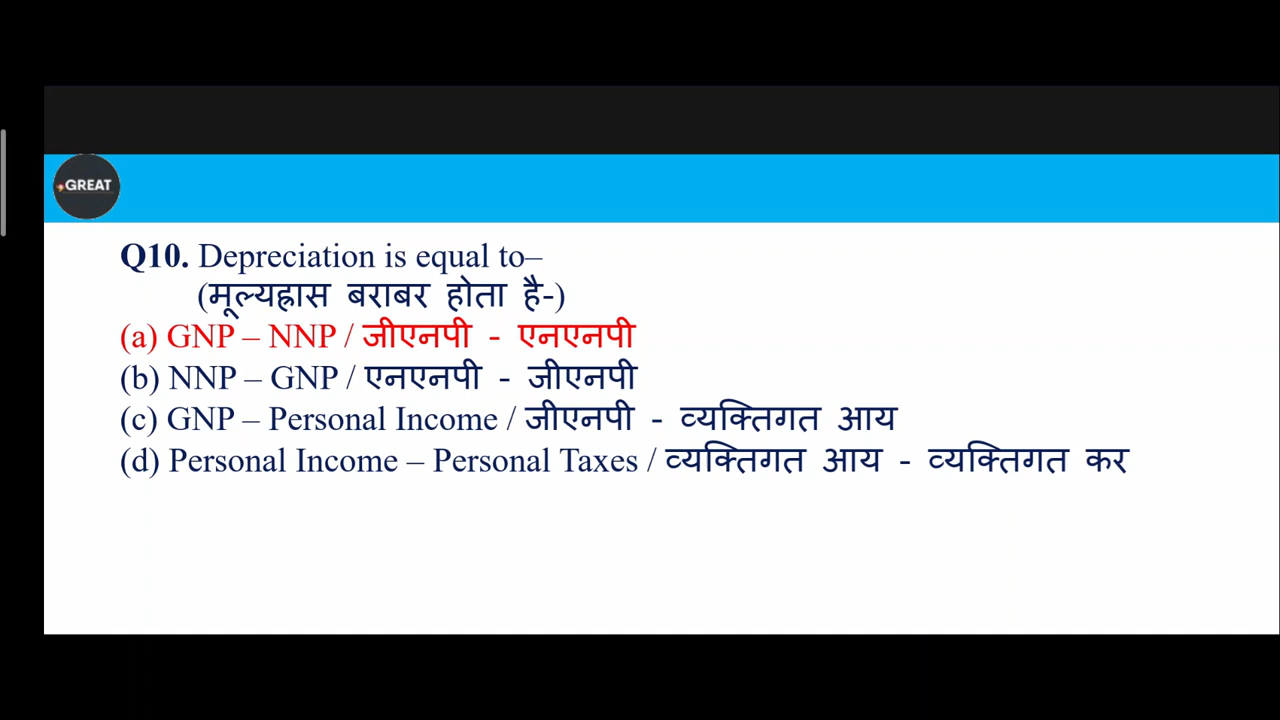 GREAT
Q10. Depreciation is equal to–
(मूल्यह्रास बराबर होता है-)
(a) GNP – NNP / जीएनपी - एनएनपी
(b) NNP – GNP / एनएनपी - जीएनपी
(c) GNP – Personal Income / जीएनपी - व्यक्तिगत आय
(d) Personal Income – Personal Taxes / व्यक्तिगत आय - व्यक्तिगत कर